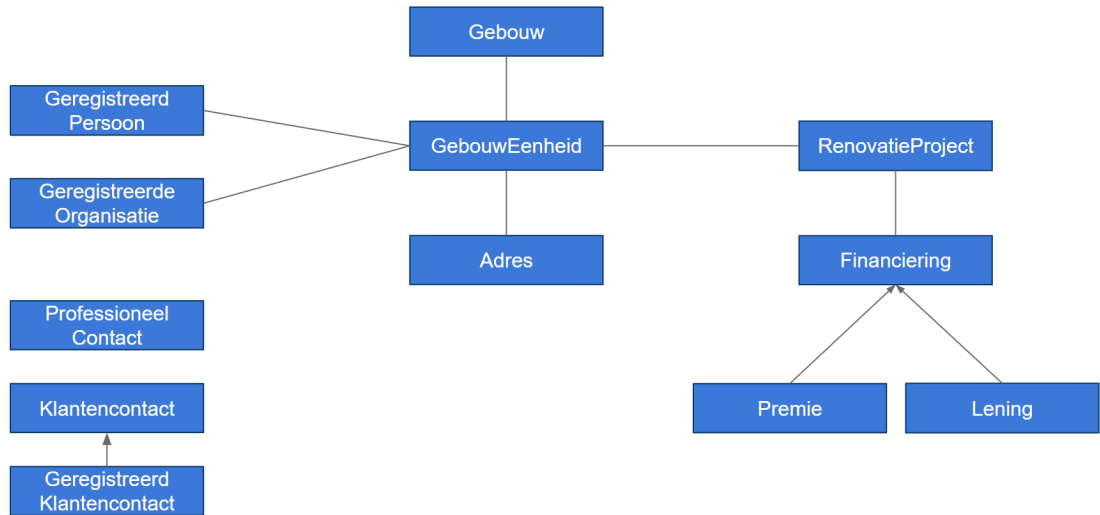 Gebouw
Geregistreerd
Persoon
GebouwEenheid
RenovatieProject
Geregistreerde
Organisatie
Adres
Financiering
Professioneel
Contact
Klantencontact
Premie
Lening
Geregistreerd
Klantencontact